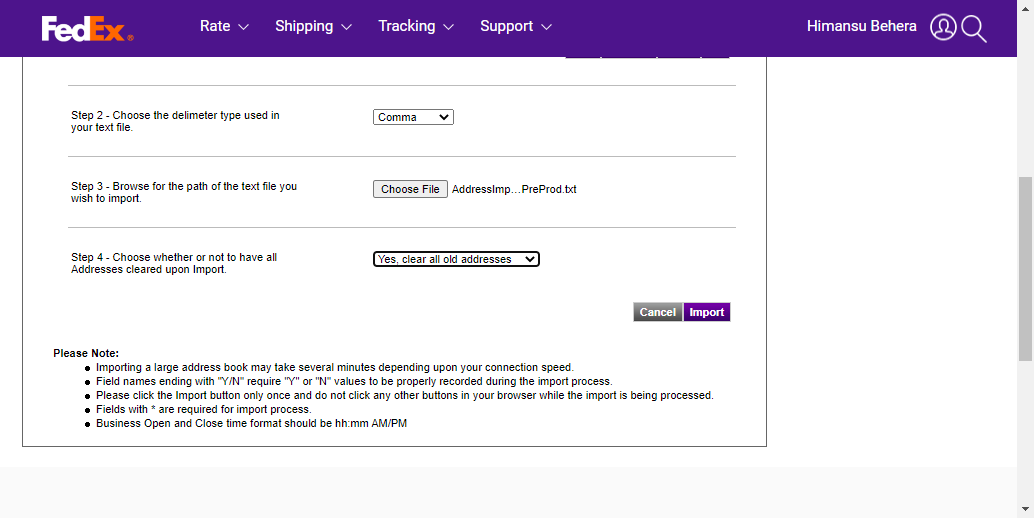 FedEx®
Rate
Shipping
Tracking
Support
Himansu Behera
Step 2 - Choose the delimeter type used in
your text file.
Comma
Step 3 - Browse for the path of the text file you
wish to import.
Choose File AddressImp…PreProd.txt
Step 4 - Choose whether or not to have all
Addresses cleared upon Import.
Yes, clear all old addresses
Cancel Import
Please Note:
Importing a large address book may take several minutes depending upon your connection speed.
Field names ending with "Y/N" require "Y" or "N" values to be properly recorded during the import process.
Please click the Import button only once and do not click any other buttons in your browser while the import is being processed.
Fields with * are required for import process.
Business Open and Close time format should be hh:mm AM/PM